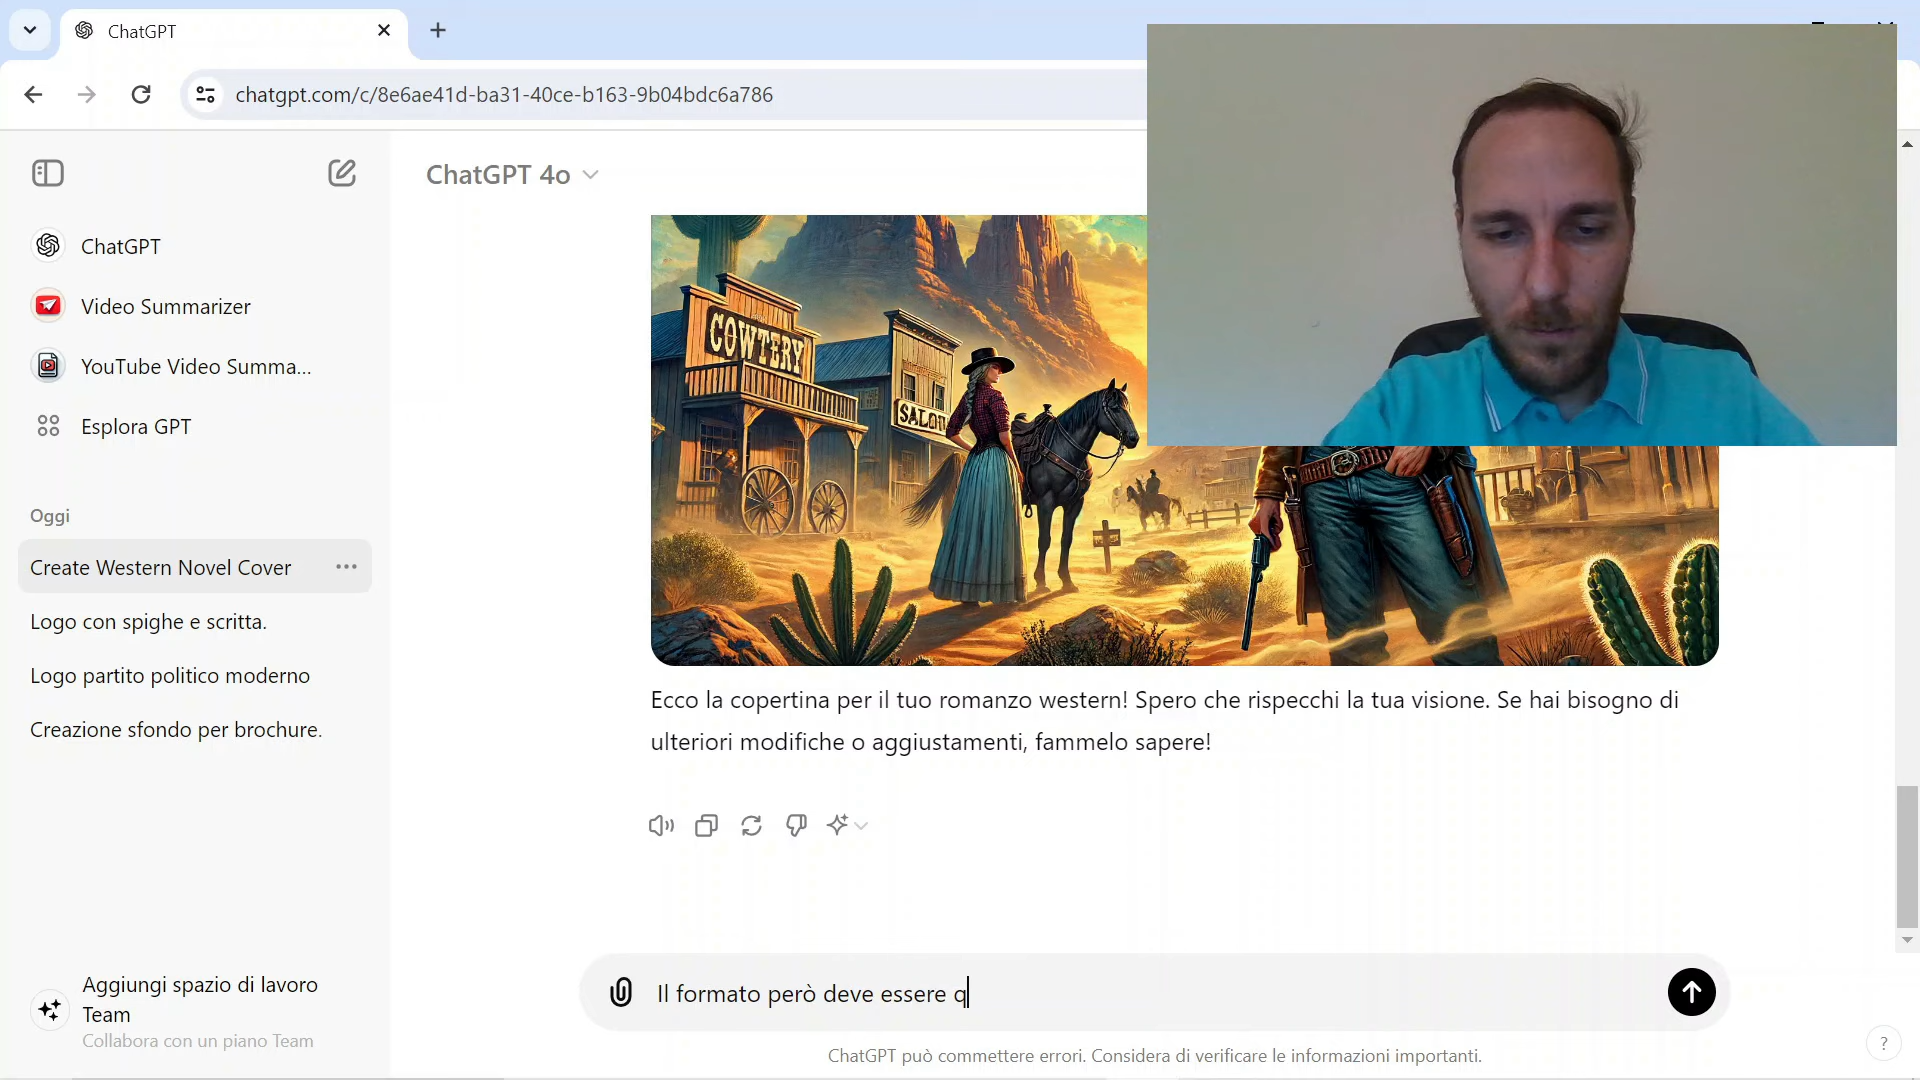 ChatGPT
chatgpt.com/c/8e6ae41d-ba31-40ce-b163-9b04bdc6a786
ChatGPT 4o
ChatGPT
Video Summarizer
YouTube Video Summa...
Esplora GPT
Oggi
Create Western Novel Cover
Logo con spighe e scritta.
Logo partito politico moderno
Creazione sfondo per brochure.
Aggiungi spazio di lavoro
Team
Collabora con un piano Team
COWTERY
SALOU
Ecco la copertina per il tuo romanzo western! Spero che rispecchi la tua visione. Se hai bisogno di
ulteriori modifiche o aggiustamenti, fammelo sapere!
Il formato però deve essere q
ChatGPT può commettere errori. Considera di verificare le informazioni importanti.
?